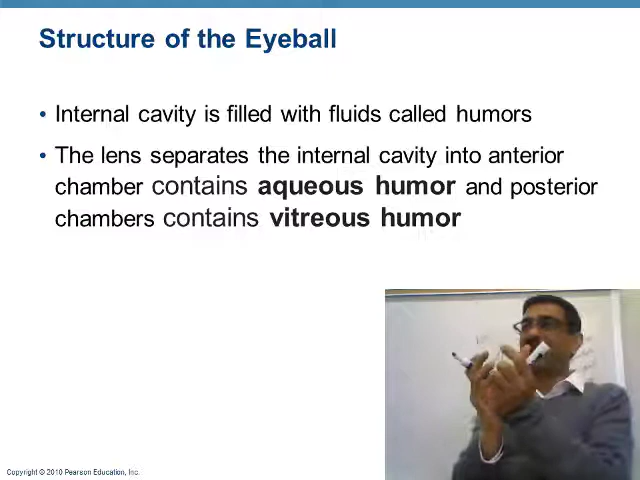 Structure of the Eyeball
• Internal cavity is filled with fluids called humors
• The lens separates the internal cavity into anterior
chamber contains aqueous humor and posterior
chambers contains vitreous humor
Copyright © 2010 Pearson Education, Inc.